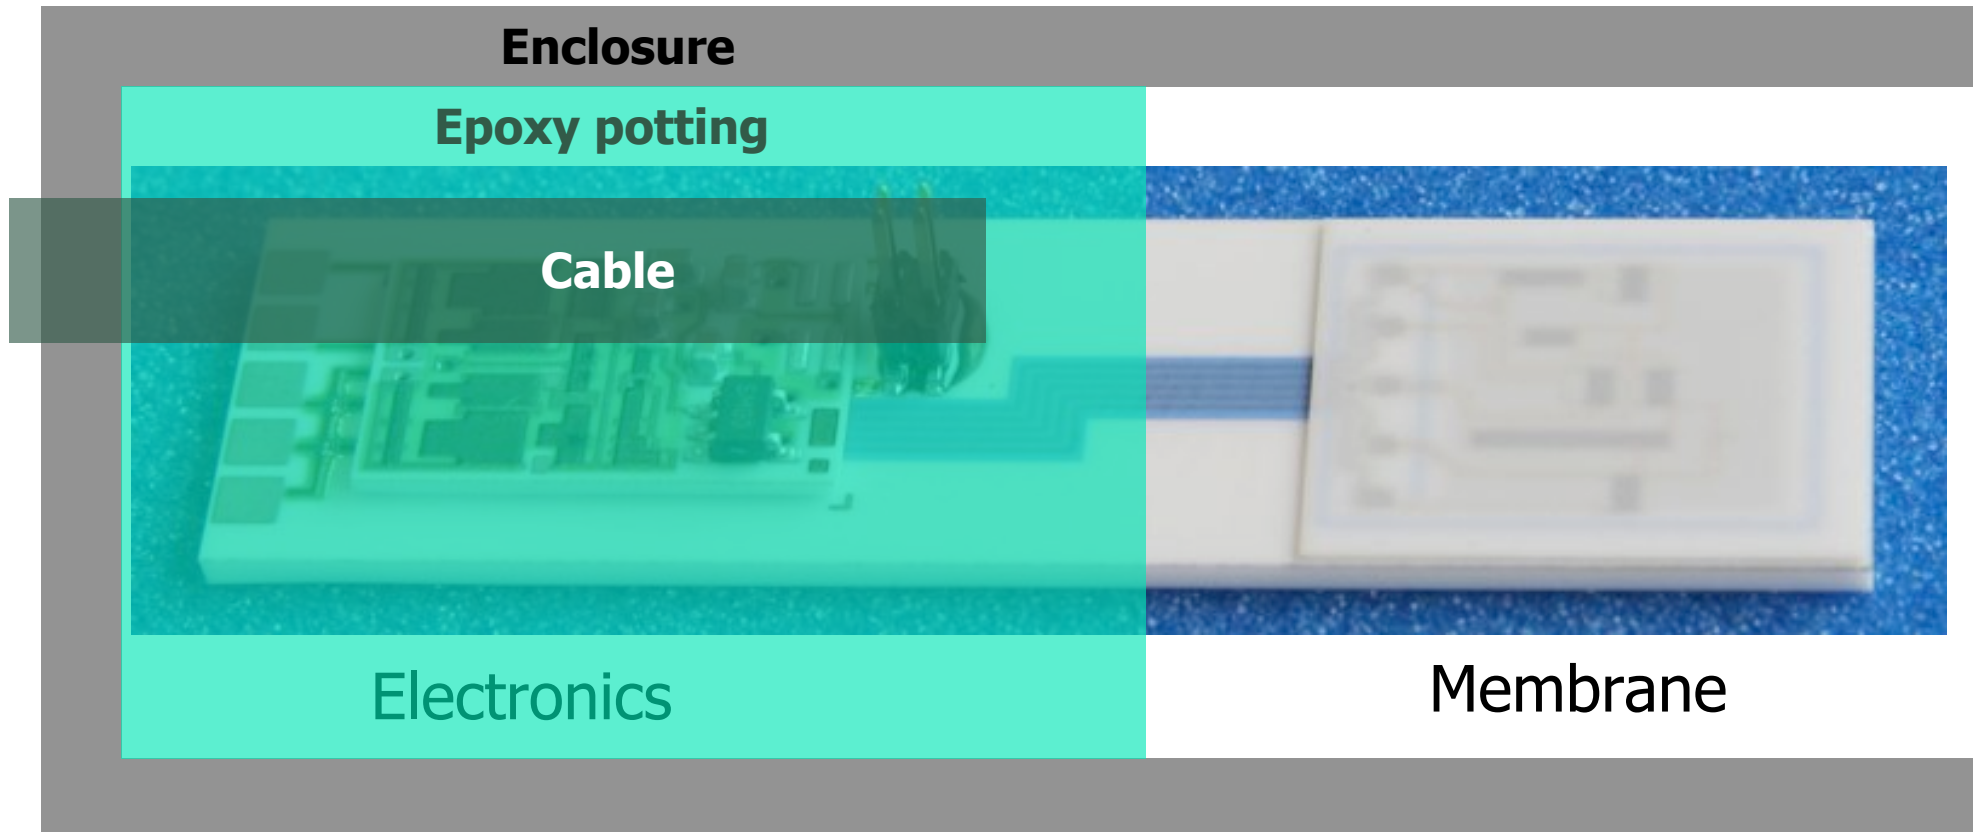 Enclosure
Epoxy potting
Cable
Electronics
Membrane